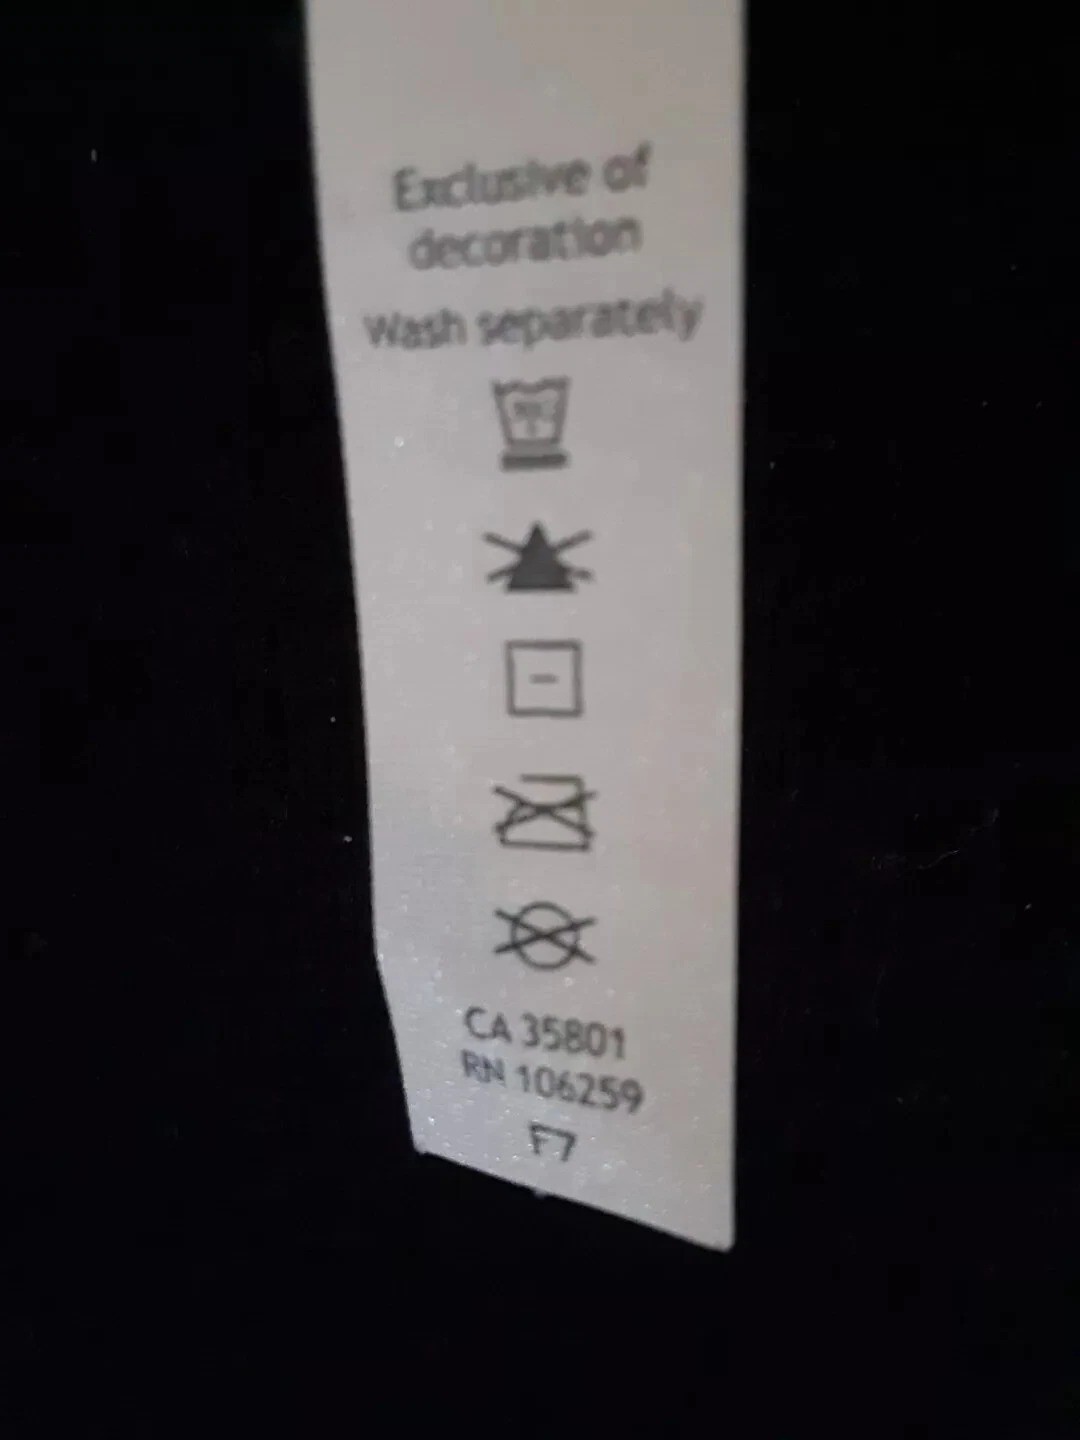 Exclusive of
decoration
Wash separately
CA 35801
RN 106259
F7